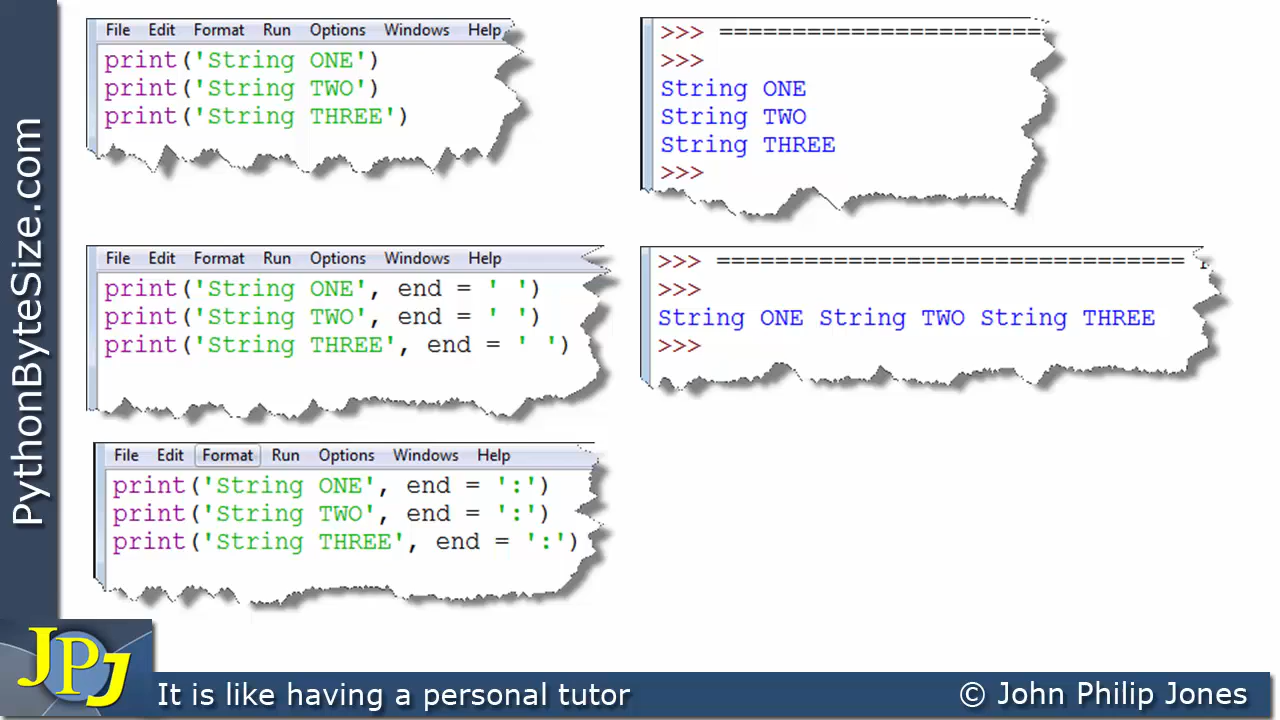 PythonByteSize.com
File Edit Format Run Options Windows Help
print('String ONE')
print('String TWO')
print('String THREE')
>>> ======================
>>>
String ONE
String TWO
String THREE
>>>
File Edit Format Run Options Windows Help
print('String ONE', end = ' ')
print('String TWO', end = ' ')
print('String THREE', end = ' ')
>>> ================================
>>>
String ONE String TWO String THREE
>>>
File Edit Format Run Options Windows Help
print('String ONE', end = ':')
print('String TWO', end = ':')
print('String THREE', end = ':')
JPJ
It is like having a personal tutor
© John Philip Jones